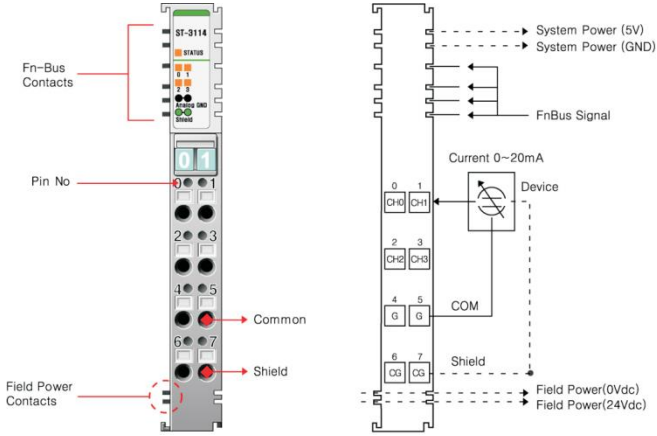 ST-3114
STATUS
0 1
2 3
Analog GND
Shield
Fn-Bus
Contacts
01
Pin No
0 1
2 3
4 5
Common
6 7
Shield
Field Power
Contacts
System Power (5V)
System Power (GND)
FnBus Signal
Current 0~20mA
Device
0 1
CH0 CH1
2 3
CH2 CH3
4 5
G G
COM
6 7
CG CG
Shield
Field Power(0Vdc)
Field Power(24Vdc)